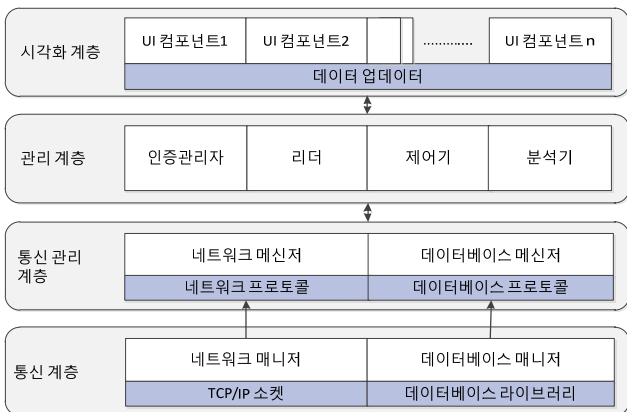 시각화 계층
UI 컴포넌트1
UI 컴포넌트2
............
UI 컴포넌트 n
데이터 업데이터
관리 계층
인증관리자
리더
제어기
분석기
통신 관리
계층
네트워크 메신저
데이터베이스 메신저
네트워크 프로토콜
데이터베이스 프로토콜
통신 계층
네트워크 매니저
데이터베이스 매니저
TCP/IP 소켓
데이터베이스 라이브러리